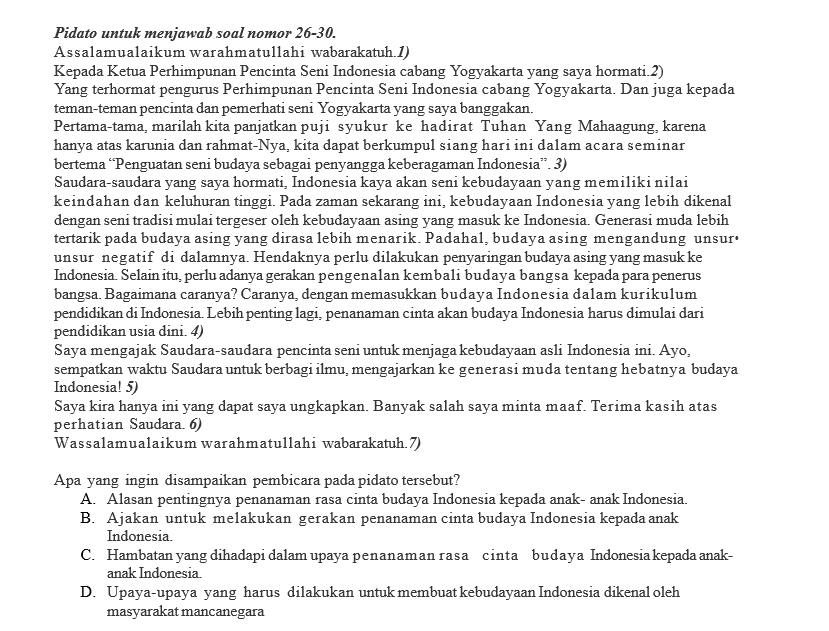 Pidato untuk menjawab soal nomor 26-30.
Assalamualaikum warahmatullahi wabarakatuh.1)
Kepada Ketua Perhimpunan Pencinta Seni Indonesia cabang Yogyakarta yang saya hormati.2)
Yang terhormat pengurus Perhimpunan Pencinta Seni Indonesia cabang Yogyakarta. Dan juga kepada
teman-teman pencinta dan pemerhati seni Yogyakarta yang saya banggakan.
Pertama-tama, marilah kita panjatkan puji syukur ke hadirat Tuhan Yang Mahaagung, karena
hanya atas karunia dan rahmat-Nya, kita dapat berkumpul siang hari ini dalam acara seminar
bertema “Penguatan seni budaya sebagai penyangga keberagaman Indonesia”. 3)
Saudara-saudara yang saya hormati, Indonesia kaya akan seni kebudayaan yang memiliki nilai
keindahan dan keluhuran tinggi. Pada zaman sekarang ini, kebudayaan Indonesia yang lebih dikenal
dengan seni tradisi mulai tergeser oleh kebudayaan asing yang masuk ke Indonesia. Generasi muda lebih
tertarik pada budaya asing yang dirasa lebih menarik. Padahal, budaya asing mengandung unsur•
unsur negatif di dalamnya. Hendaknya perlu dilakukan penyaringan budaya asing yang masuk ke
Indonesia. Selain itu, perlu adanya gerakan pengenalan kembali budaya bangsa kepada para penerus
bangsa. Bagaimana caranya? Caranya, dengan memasukkan budaya Indonesia dalam kurikulum
pendidikan di Indonesia. Lebih penting lagi, penanaman cinta akan budaya Indonesia harus dimulai dari
pendidikan usia dini. 4)
Saya mengajak Saudara-saudara pencinta seni untuk menjaga kebudayaan asli Indonesia ini. Ayo,
sempatkan waktu Saudara untuk berbagi ilmu, mengajarkan ke generasi muda tentang hebatnya budaya
Indonesia! 5)
Saya kira hanya ini yang dapat saya ungkapkan. Banyak salah saya minta maaf. Terima kasih atas
perhatian Saudara. 6)
Wassalamualaikum warahmatullahi wabarakatuh.7)
Apa yang ingin disampaikan pembicara pada pidato tersebut?
A. Alasan pentingnya penanaman rasa cinta budaya Indonesia kepada anak- anak Indonesia.
B. Ajakan untuk melakukan gerakan penanaman cinta budaya Indonesia kepada anak
Indonesia.
C. Hambatan yang dihadapi dalam upaya penanaman rasa cinta budaya Indonesia kepada anak-
anak Indonesia.
D. Upaya-upaya yang harus dilakukan untuk membuat kebudayaan Indonesia dikenal oleh
masyarakat mancanegara